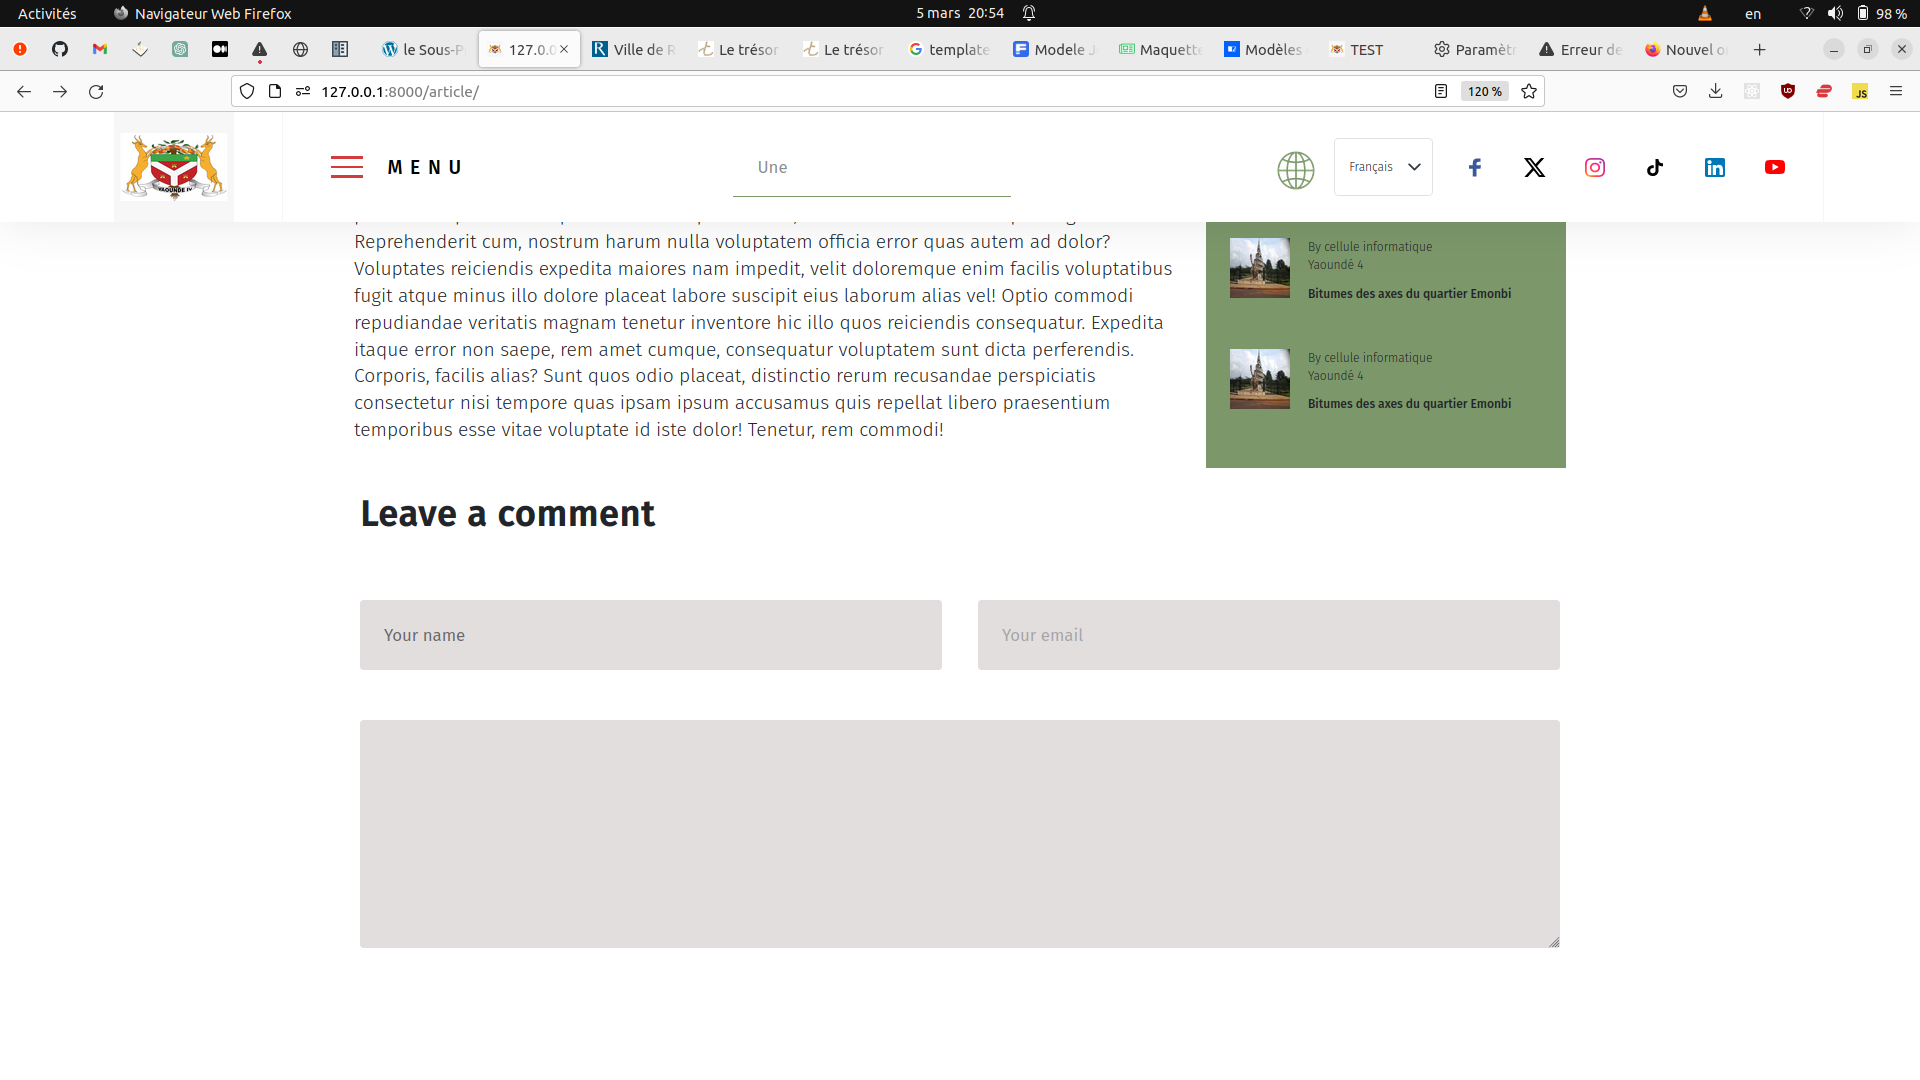 Activités
Navigateur Web Firefox
5 mars 20:54
en
98 %
le Sous-P
127.0.0
Ville de R
Le trésor
Le trésor
template
Modele J
Maquette
Modèles
TEST
Paramètr
Erreur de
Nouvel o
127.0.0.1:8000/article/
120 %
JS
YAOUNDE IV
MENU
Une
Français
Reprehenderit cum, nostrum harum nulla voluptatem officia error quas autem ad dolor?
Voluptates reiciendis expedita maiores nam impedit, velit doloremque enim facilis voluptatibus
fugit atque minus illo dolore placeat labore suscipit eius laborum alias vel! Optio commodi
repudiandae veritatis magnam tenetur inventore hic illo quos reiciendis consequatur. Expedita
itaque error non saepe, rem amet cumque, consequatur voluptatem sunt dicta perferendis.
Corporis, facilis alias? Sunt quos odio placeat, distinctio rerum recusandae perspiciatis
consectetur nisi tempore quas ipsam ipsum accusamus quis repellat libero praesentium
temporibus esse vitae voluptate id iste dolor! Tenetur, rem commodi!
By cellule informatique
Yaoundé 4
Bitumes des axes du quartier Emonbi
By cellule informatique
Yaoundé 4
Bitumes des axes du quartier Emonbi
Leave a comment
Your name
Your email